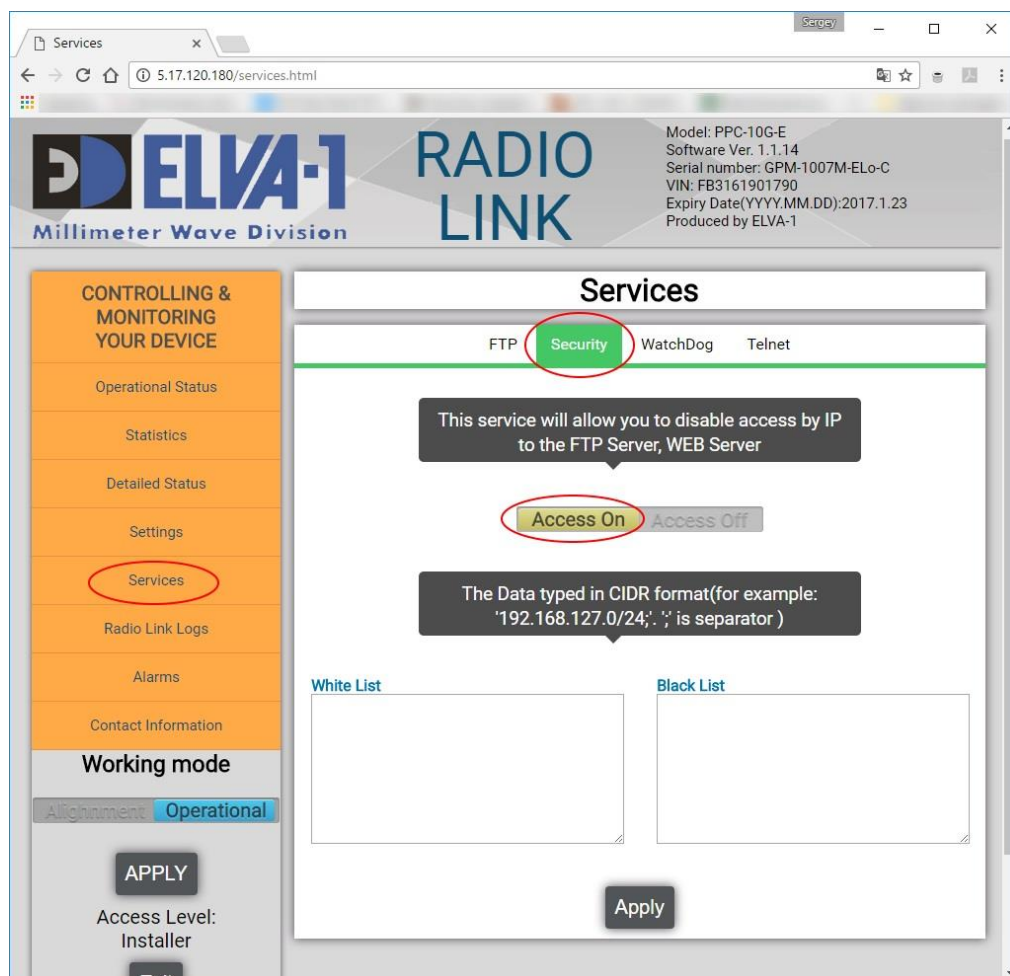 Sergey
Services
5.17.120.180/services.html
ELVA-1
Millimeter Wave Division
RADIO
LINK
Model: PPC-10G-E
Software Ver. 1.1.14
Serial number: GPM-1007M-ELo-C
VIN: FB3161901790
Expiry Date(YYYY.MM.DD):2017.1.23
Produced by ELVA-1
CONTROLLING &
MONITORING
YOUR DEVICE
Operational Status
Statistics
Detailed Status
Settings
Services
Radio Link Logs
Alarms
Contact Information
Working mode
Alighnment Operational
APPLY
Access Level:
Installer
Services
FTP Security WatchDog Telnet
This service will allow you to disable access by IP
to the FTP Server, WEB Server
Access On Access Off
The Data typed in CIDR format(for example:
'192.168.127.0/24;'. ';' is separator )
White List
Black List
Apply